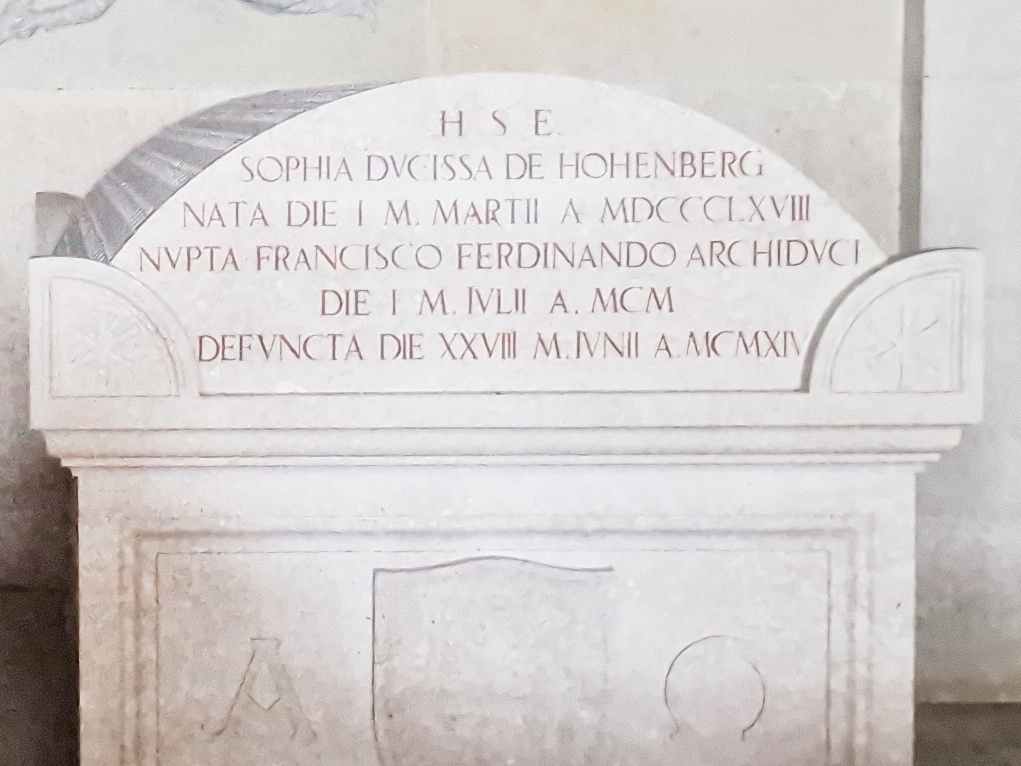 H S E.
SOPHIA DVCISSA DE HOHENBERG
NATA DIE I M. MARTII A MDCCCLXVIII
NVPTA FRANCISCO FERDINANDO ARCHIDVCI
DIE I M. IVLII A. MCM
DEFVNCTA DIE XXVIII M. IVNII A. MCMXIV
Α Ω